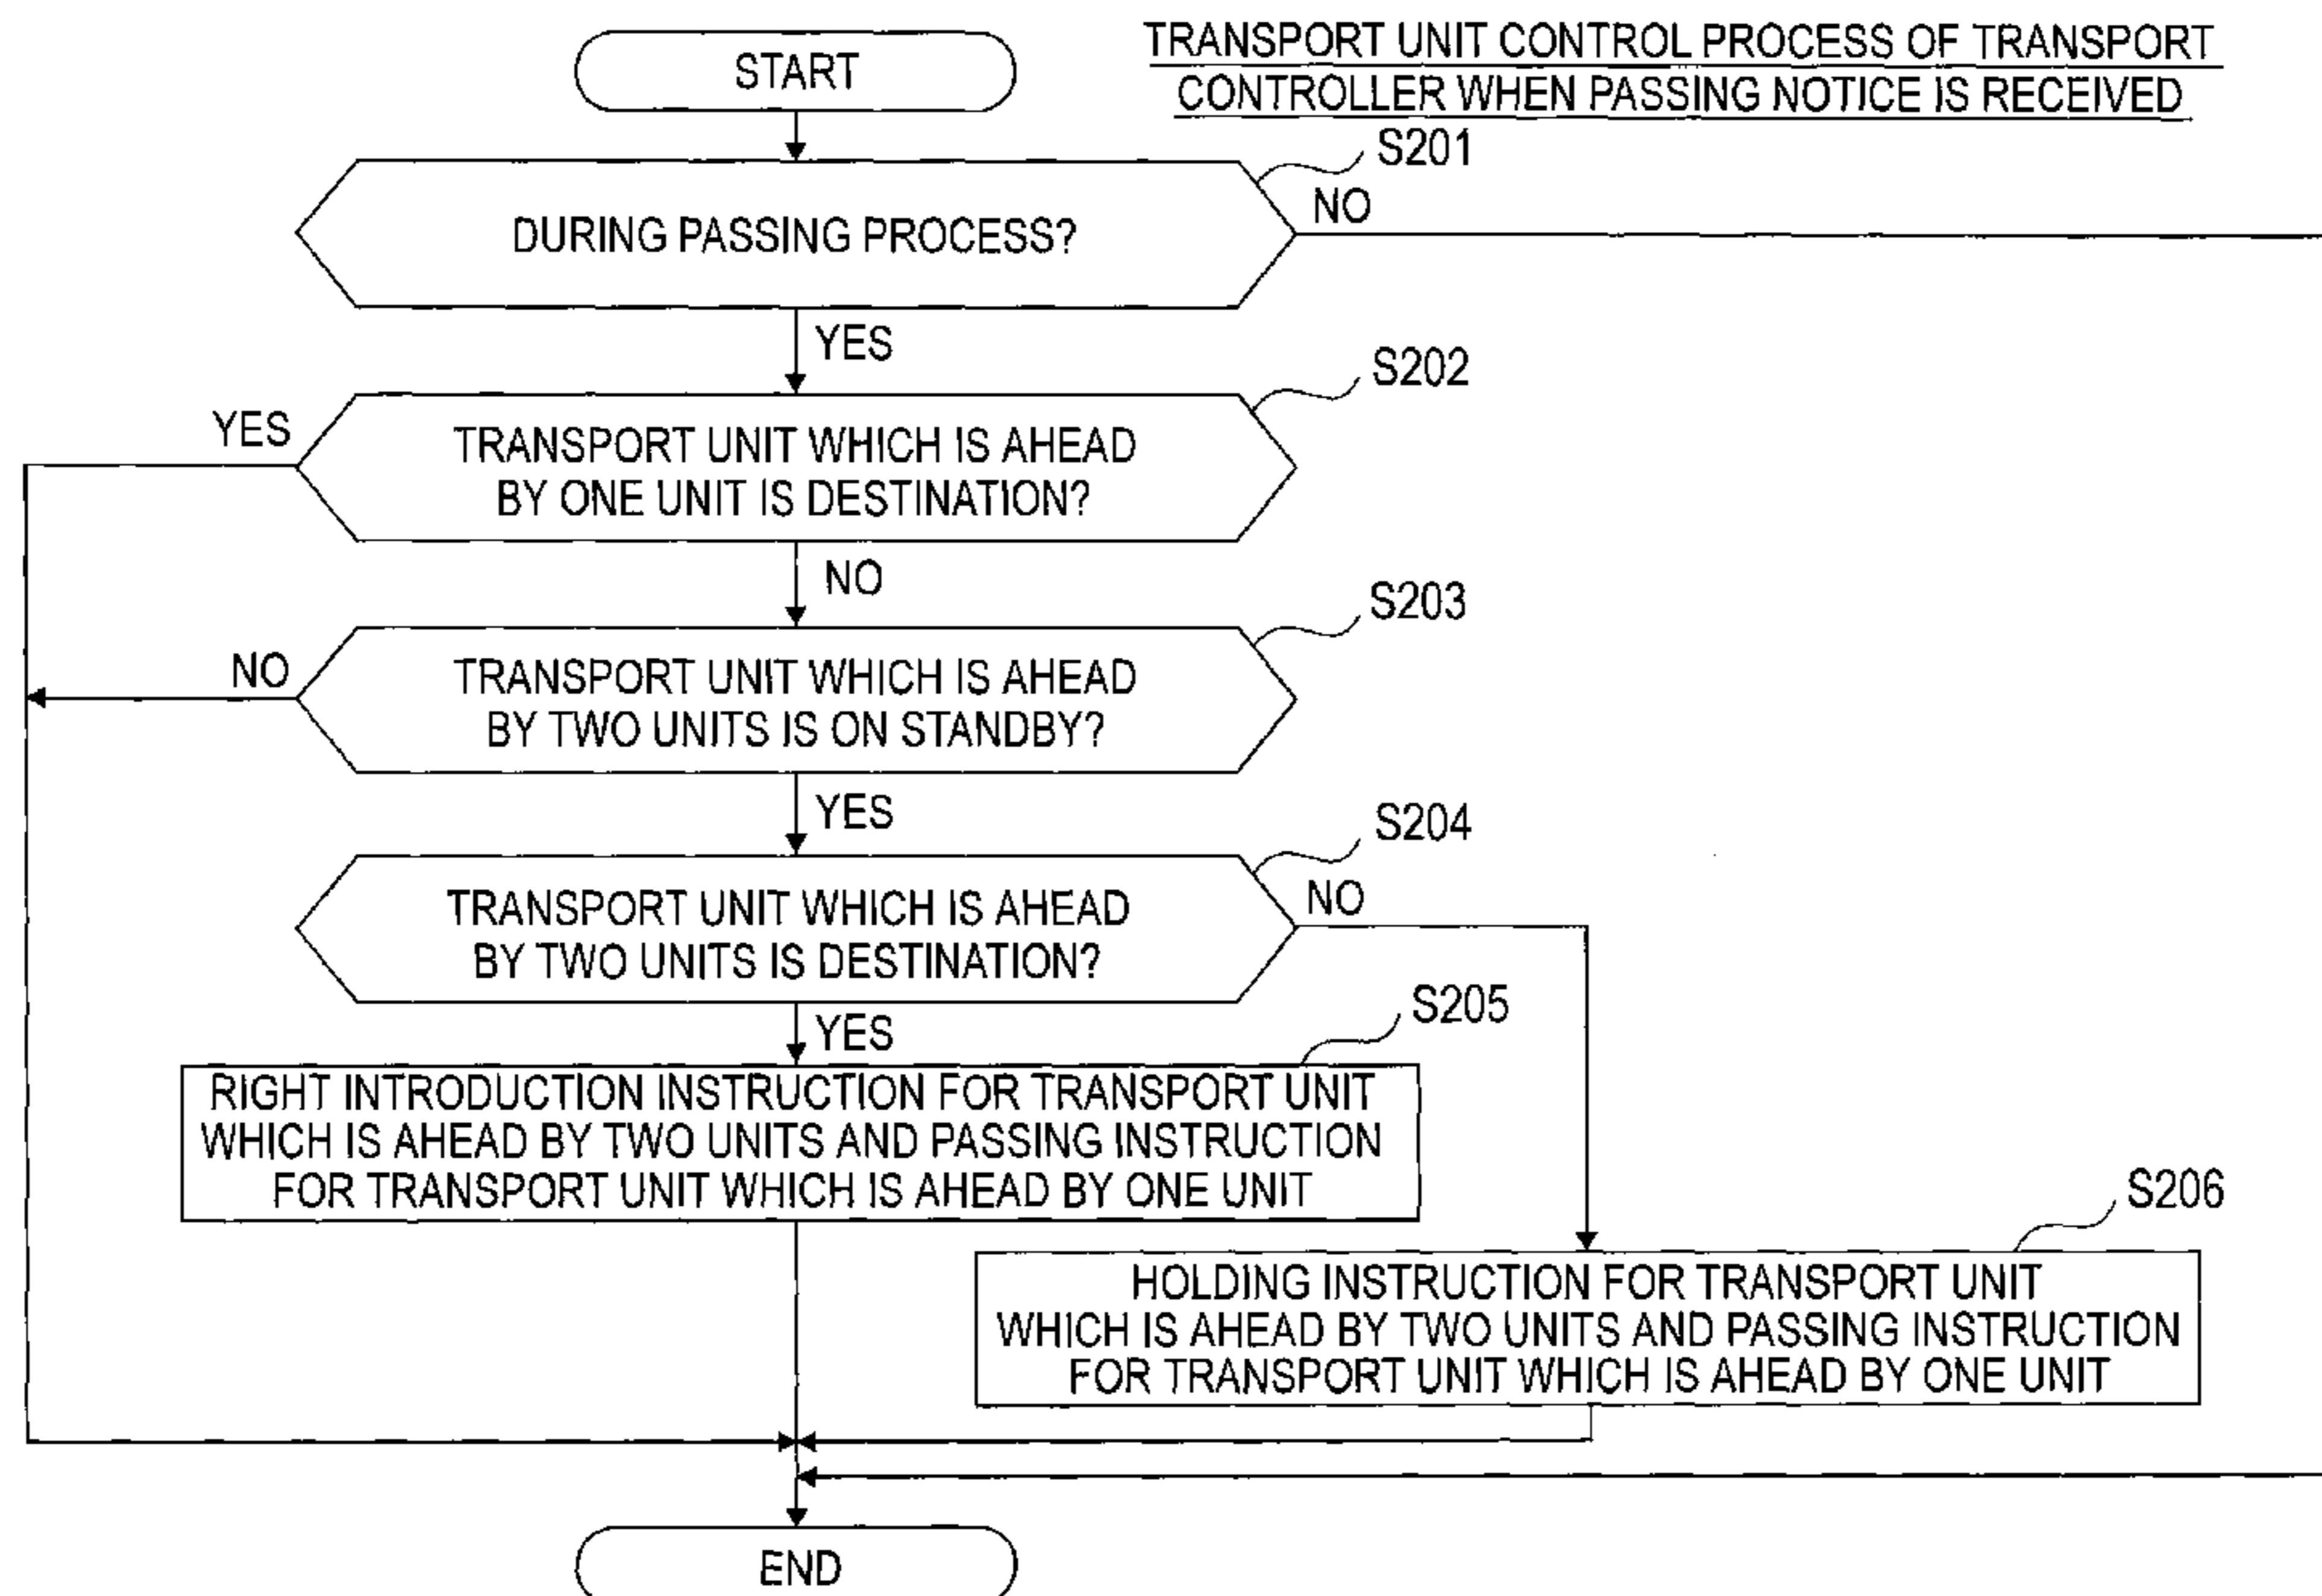 TRANSPORT UNIT CONTROL PROCESS OF TRANSPORT
CONTROLLER WHEN PASSING NOTICE IS RECEIVED
START
S201
DURING PASSING PROCESS?
NO
YES
S202
YES
TRANSPORT UNIT WHICH IS AHEAD
BY ONE UNIT IS DESTINATION?
NO
S203
NO
TRANSPORT UNIT WHICH IS AHEAD
BY TWO UNITS IS ON STANDBY?
YES
S204
TRANSPORT UNIT WHICH IS AHEAD
BY TWO UNITS IS DESTINATION?
NO
YES
S205
RIGHT INTRODUCTION INSTRUCTION FOR TRANSPORT UNIT
WHICH IS AHEAD BY TWO UNITS AND PASSING INSTRUCTION
FOR TRANSPORT UNIT WHICH IS AHEAD BY ONE UNIT
S206
HOLDING INSTRUCTION FOR TRANSPORT UNIT
WHICH IS AHEAD BY TWO UNITS AND PASSING INSTRUCTION
FOR TRANSPORT UNIT WHICH IS AHEAD BY ONE UNIT
END